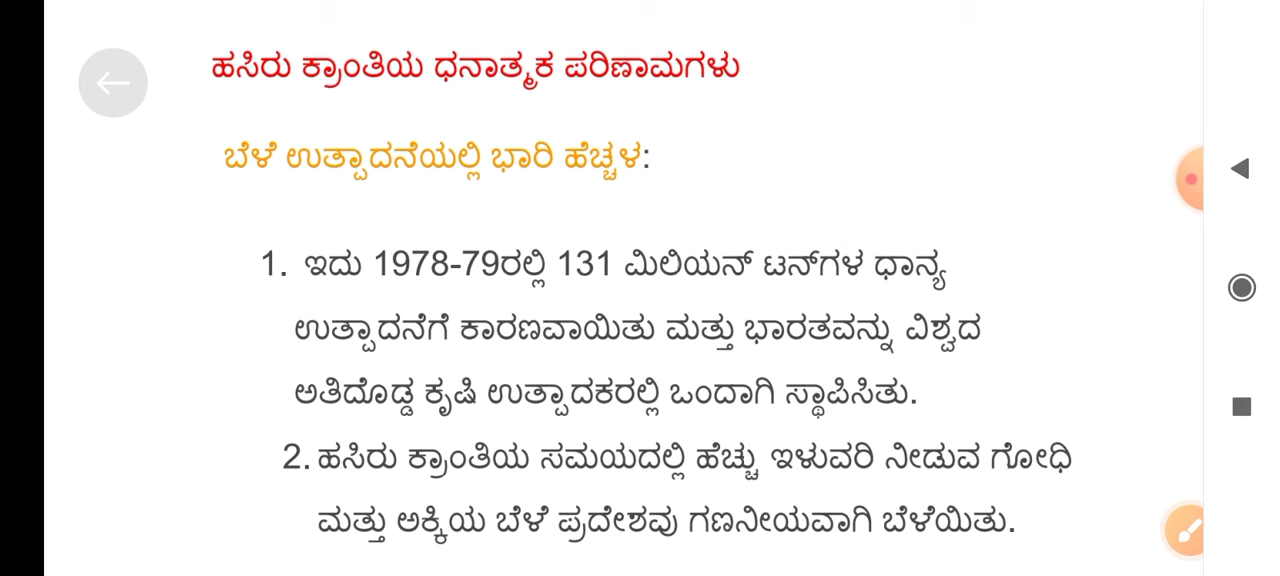 ಹಸಿರು ಕ್ರಾಂತಿಯ ಧನಾತ್ಮಕ ಪರಿಣಾಮಗಳು
ಬೆಳೆ ಉತ್ಪಾದನೆಯಲ್ಲಿ ಭಾರಿ ಹೆಚ್ಚಳ:
1. ಇದು 1978-79ರಲ್ಲಿ 131 ಮಿಲಿಯನ್ ಟನ್‌ಗಳ ಧಾನ್ಯ
ಉತ್ಪಾದನೆಗೆ ಕಾರಣವಾಯಿತು ಮತ್ತು ಭಾರತವನ್ನು ವಿಶ್ವದ
ಅತಿದೊಡ್ಡ ಕೃಷಿ ಉತ್ಪಾದಕರಲ್ಲಿ ಒಂದಾಗಿ ಸ್ಥಾಪಿಸಿತು.
2. ಹಸಿರು ಕ್ರಾಂತಿಯ ಸಮಯದಲ್ಲಿ ಹೆಚ್ಚು ಇಳುವರಿ ನೀಡುವ ಗೋಧಿ
ಮತ್ತು ಅಕ್ಕಿಯ ಬೆಳೆ ಪ್ರದೇಶವು ಗಣನೀಯವಾಗಿ ಬೆಳೆಯಿತು.